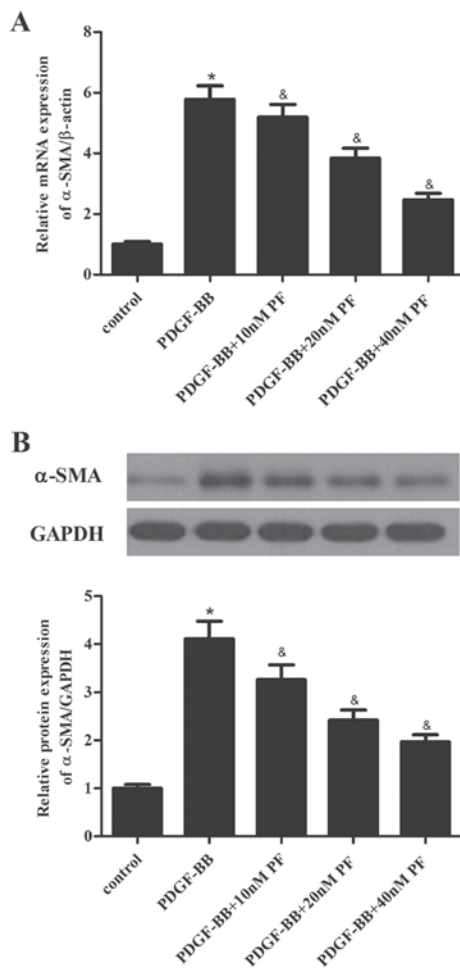 A
Relative mRNA expression
of α-SMA/β-actin
8
6
4
2
0
*
&
&
&
control
PDGF-BB
PDGF-BB+10nM PF
PDGF-BB+20nM PF
PDGF-BB+40nM PF
B
α-SMA
GAPDH
Relative protein expression
of α-SMA/GAPDH
5
4
3
2
1
0
*
&
&
&
control
PDGF-BB
PDGF-BB+10nM PF
PDGF-BB+20nM PF
PDGF-BB+40nM PF